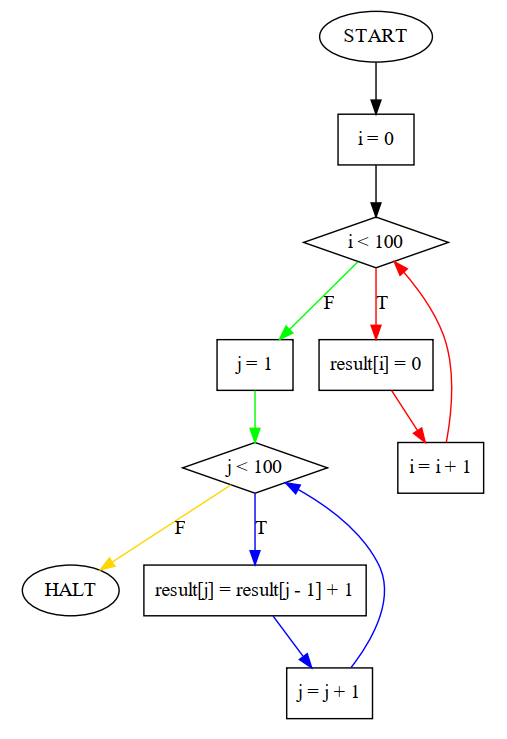 START
i = 0
i < 100
F
T
j = 1
result[i] = 0
i = i + 1
j < 100
F
T
HALT
result[j] = result[j - 1] + 1
j = j + 1